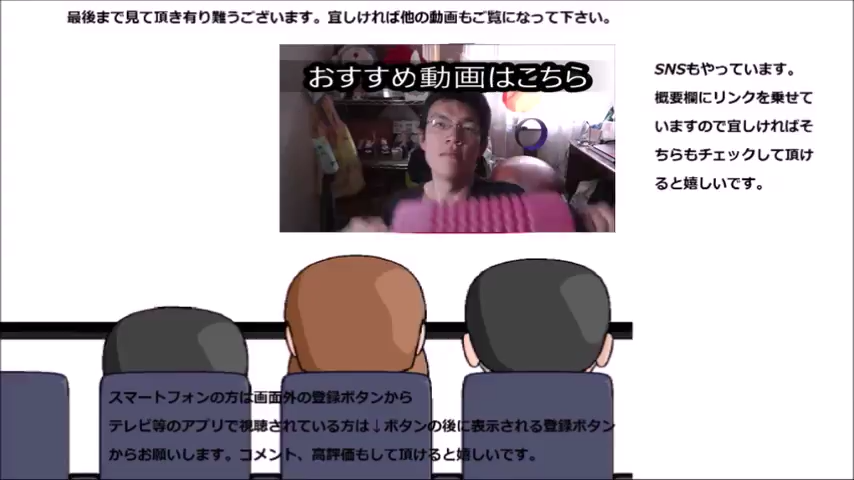 最後まで見て頂き有り難うございます。宜しければ他の動画もご覧になって下さい。
おすすめ動画はこちら
SNSもやっています。
概要欄にリンクを乗せて
いますので宜しければそ
ちらもチェックして頂け
ると嬉しいです。
スマートフォンの方は画面外の登録ボタンから
テレビ等のアプリで視聴されている方は↓ボタンの後に表示される登録ボタン
からお願いします。コメント、高評価もして頂けると嬉しいです。